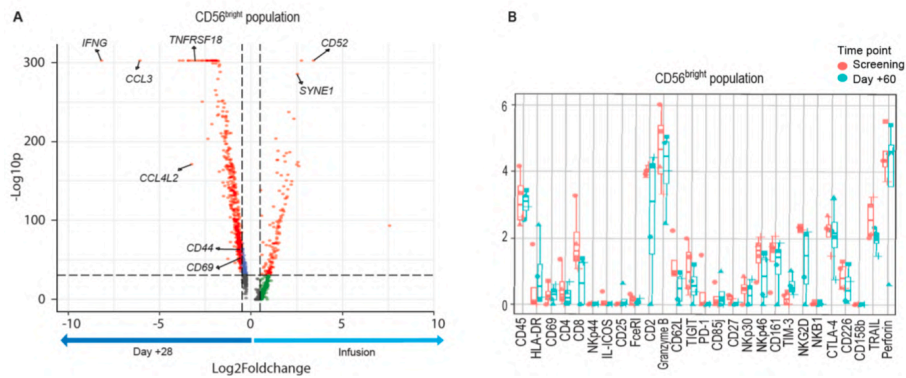 A
CD56bright population
IFNG
TNFRSF18
CD52
CCL3
SYNE1
CCL4L2
CD44
CD69
-Log10p
300
200
100
0
-10
-5
0
5
10
Day +28
Infusion
Log2Foldchange
B
Time point
Screening
Day +60
CD56bright population
6
4
2
0
CD45
HLA-DR
CD69
CD4
CD8
NKp44
IL-ICOS
CD25
FceRI
CD2
Granzyme B
CD62L
TIGIT
PD-1
CD85j
CD27
NKp30
NKp46
CD161
TIM-3
NKG2D
NKB1
CTLA-4
CD226
CD158b
TRAIL
Perforin